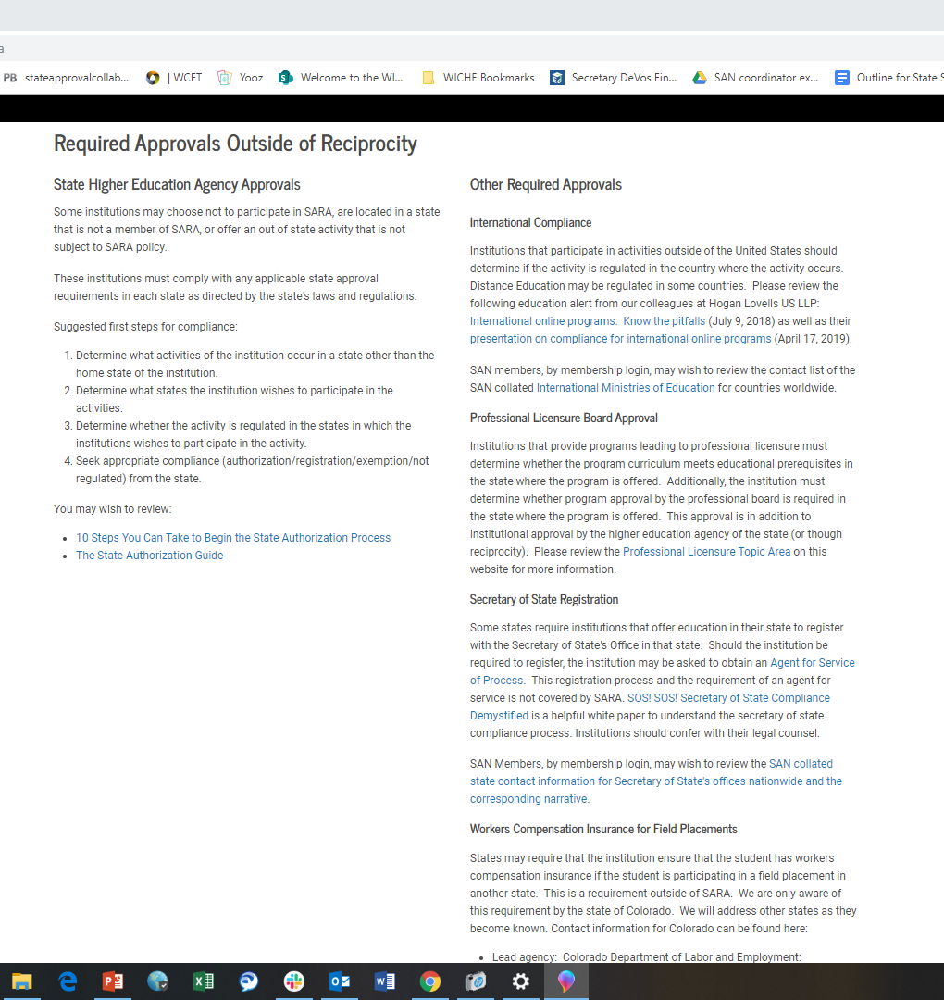 a
PB stateapprovalcollab... | WCET Yooz Welcome to the WI... WICHE Bookmarks Secretary DeVos Fin... SAN coordinator ex... Outline for State S
Required Approvals Outside of Reciprocity
State Higher Education Agency Approvals
Some institutions may choose not to participate in SARA, are located in a state
that is not a member of SARA, or offer an out of state activity that is not
subject to SARA policy.
These institutions must comply with any applicable state approval
requirements in each state as directed by the state's laws and regulations.
Suggested first steps for compliance:
1. Determine what activities of the institution occur in a state other than the
home state of the institution.
2. Determine what states the institution wishes to participate in the
activities.
3. Determine whether the activity is regulated in the states in which the
institutions wishes to participate in the activity.
4. Seek appropriate compliance (authorization/registration/exemption/not
regulated) from the state.
You may wish to review:
• 10 Steps You Can Take to Begin the State Authorization Process
• The State Authorization Guide
Other Required Approvals
International Compliance
Institutions that participate in activities outside of the United States should
determine if the activity is regulated in the country where the activity occurs.
Distance Education may be regulated in some countries. Please review the
following education alert from our colleagues at Hogan Lovells US LLP:
International online programs: Know the pitfalls (July 9, 2018) as well as their
presentation on compliance for international online programs (April 17, 2019).
SAN members, by membership login, may wish to review the contact list of the
SAN collated International Ministries of Education for countries worldwide.
Professional Licensure Board Approval
Institutions that provide programs leading to professional licensure must
determine whether the program curriculum meets educational prerequisites in
the state where the program is offered. Additionally, the institution must
determine whether program approval by the professional board is required in
the state where the program is offered. This approval is in addition to
institutional approval by the higher education agency of the state (or though
reciprocity). Please review the Professional Licensure Topic Area on this
website for more information.
Secretary of State Registration
Some states require institutions that offer education in their state to register
with the Secretary of State's Office in that state. Should the institution be
required to register, the institution may be asked to obtain an Agent for Service
of Process. This registration process and the requirement of an agent for
service is not covered by SARA. SOS! SOS! Secretary of State Compliance
Demystified is a helpful white paper to understand the secretary of state
compliance process. Institutions should confer with their legal counsel.
SAN Members, by membership login, may wish to review the SAN collated
state contact information for Secretary of State's offices nationwide and the
corresponding narrative.
Workers Compensation Insurance for Field Placements
States may require that the institution ensure that the student has workers
compensation insurance if the student is participating in a field placement in
another state. This is a requirement outside of SARA. We are only aware of
this requirement by the state of Colorado. We will address other states as they
become known. Contact information for Colorado can be found here:
• Lead agency: Colorado Department of Labor and Employment: